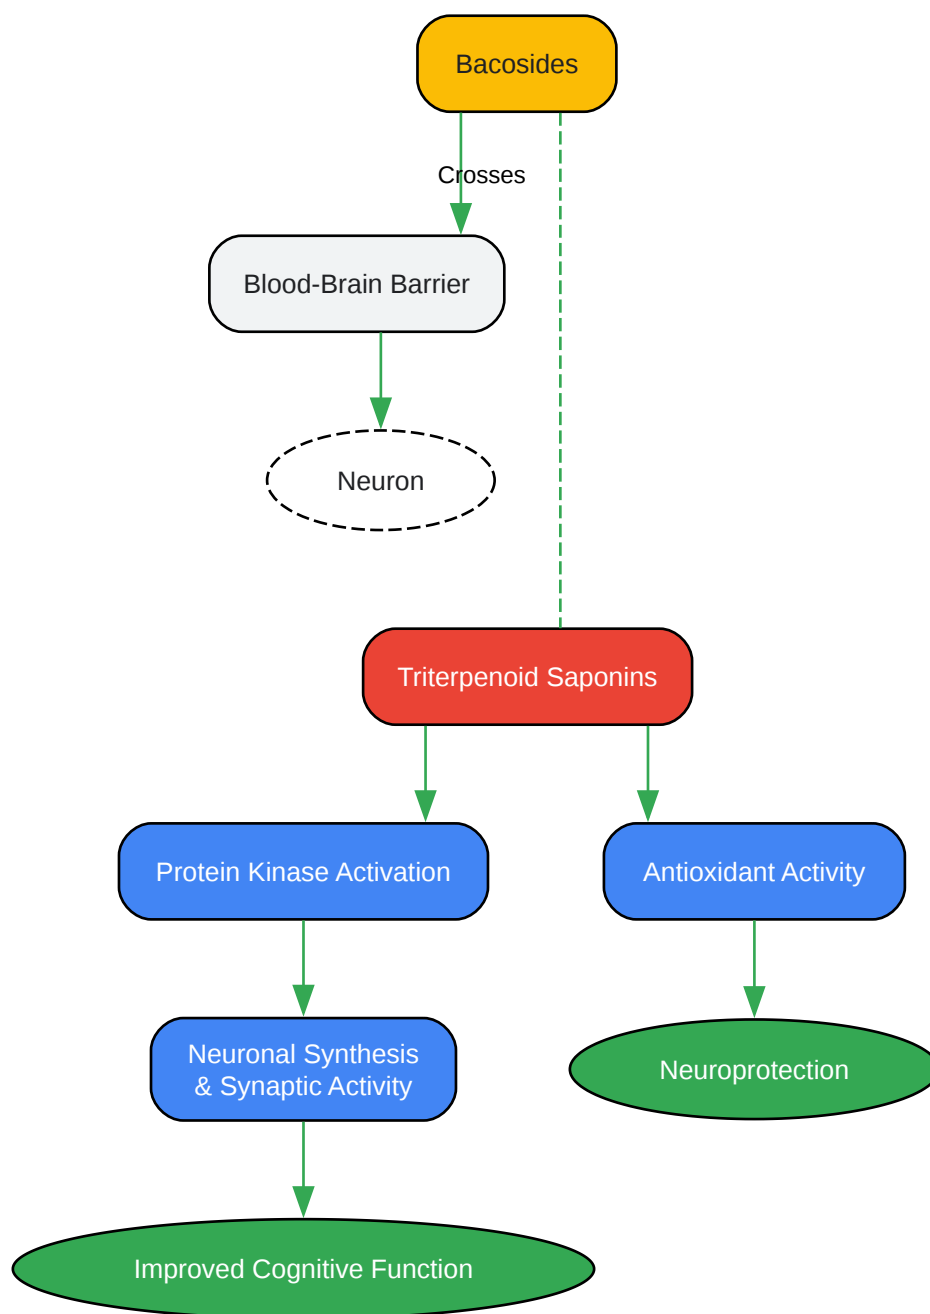 Bacosides
Crosses
Blood-Brain Barrier
Neuron
Triterpenoid Saponins
Protein Kinase Activation
Antioxidant Activity
Neuronal Synthesis
& Synaptic Activity
Neuroprotection
Improved Cognitive Function